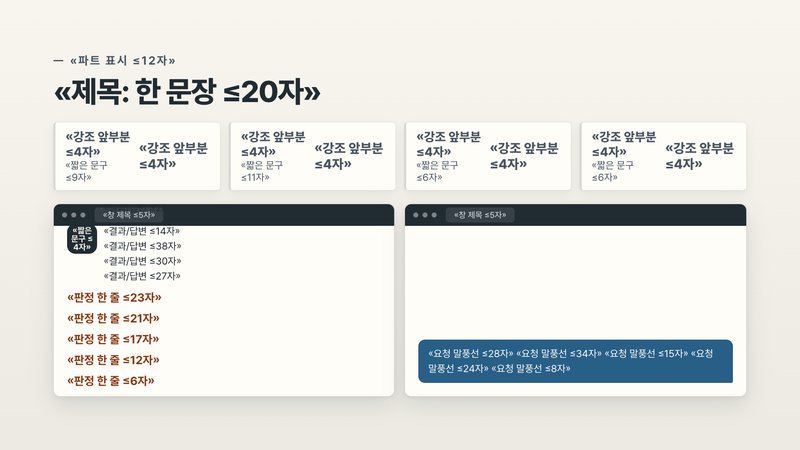 — «파트 표시 ≤12자»
«제목: 한 문장 ≤20자»
«강조 앞부분
≤4자»
«짧은 문구
≤9자»
«강조 앞부분
≤4자»
«강조 앞부분
≤4자»
«짧은 문구
≤11자»
«강조 앞부분
≤4자»
«강조 앞부분
≤4자»
«짧은 문구
≤6자»
«강조 앞부분
≤4자»
«강조 앞부분
≤4자»
«짧은 문구
≤6자»
«강조 앞부분
≤4자»
«창 제목 ≤5자»
«짧은
문구 ≤
4자»
«결과/답변 ≤14자»
«결과/답변 ≤38자»
«결과/답변 ≤30자»
«결과/답변 ≤27자»
«판정 한 줄 ≤23자»
«판정 한 줄 ≤21자»
«판정 한 줄 ≤17자»
«판정 한 줄 ≤12자»
«판정 한 줄 ≤6자»
«창 제목 ≤5자»
«요청 말풍선 ≤28자» «요청 말풍선 ≤34자» «요청 말풍선 ≤15자» «요청
말풍선 ≤24자» «요청 말풍선 ≤8자»